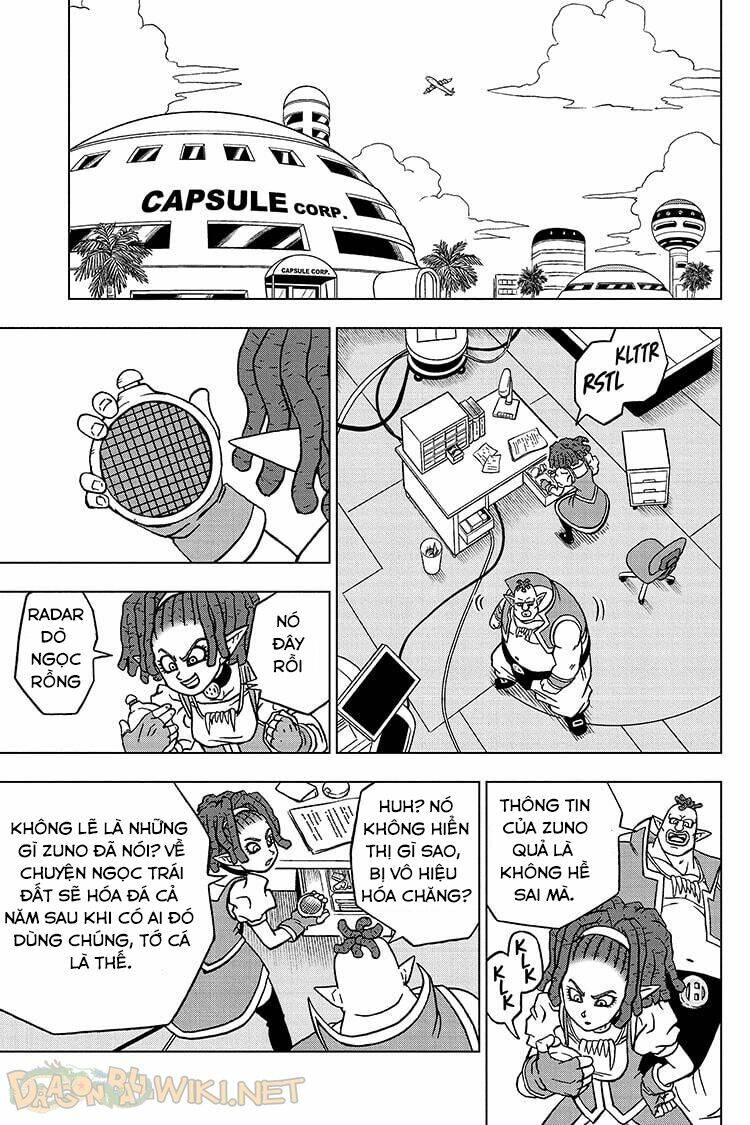 CAPSULE CORP.
CAPSULE CORP.
KLTTR
RSTL
NÓ
ĐÂY
RỒI
RADAR
DÒ
NGỌC
RỒNG
THÔNG TIN
CỦA ZUNO
QUẢ LÀ
KHÔNG HỀ
SAI MÀ.
KLK
KLK
HUH? NÓ
KHÔNG HIỂN
THỊ GÌ SAO,
BỊ VÔ HIỆU
HÓA CHĂNG?
KHÔNG LẼ LÀ NHỮNG
GÌ ZUNO ĐÃ NÓI? VỀ
CHUYỆN NGỌC TRÁI
ĐẤT SẼ HÓA ĐÁ CẢ
NĂM SAU KHI CÓ AI ĐÓ
DÙNG CHÚNG, TỚ CÁ
LÀ THẾ.
DRAGONBALLWIKI.NET